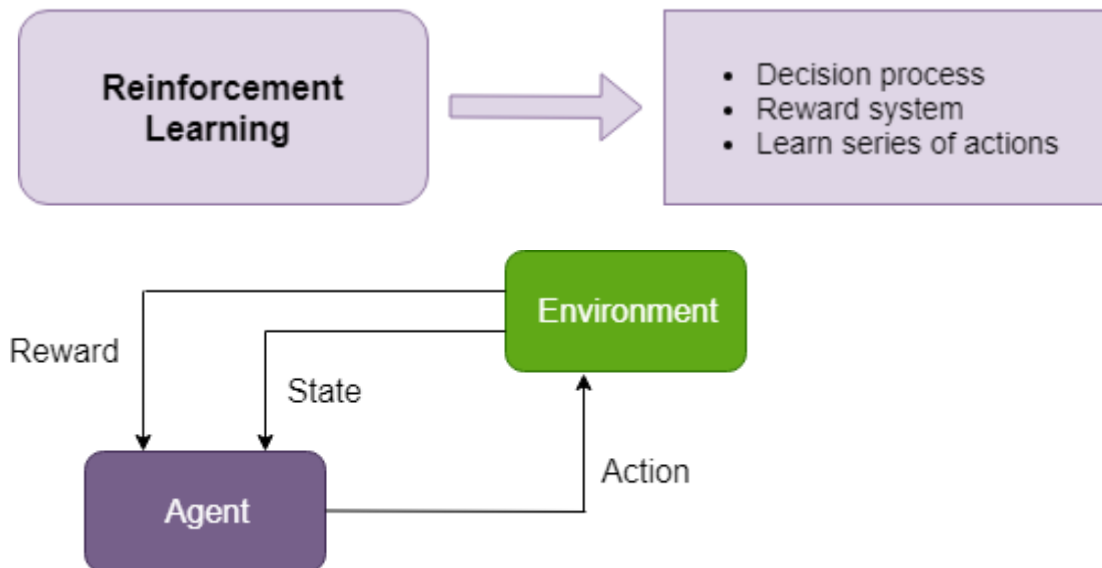 Reinforcement
Learning
• Decision process
• Reward system
• Learn series of actions
Environment
Reward
State
Action
Agent